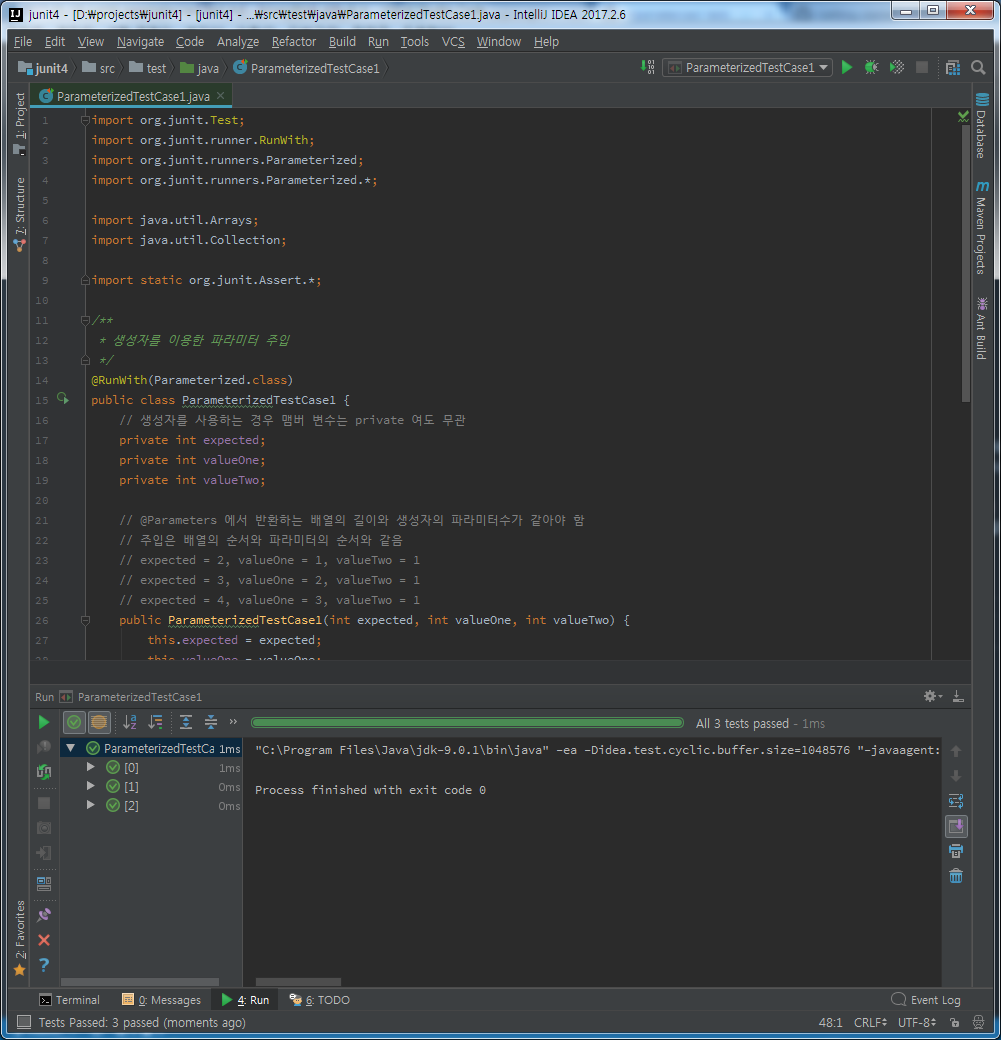 junit4 - [D:₩projects₩junit4] - [junit4] - ...₩src₩test₩java₩ParameterizedTestCase1.java - IntelliJ IDEA 2017.2.6
File Edit View Navigate Code Analyze Refactor Build Run Tools VCS Window Help
junit4 src test java ParameterizedTestCase1 ParameterizedTestCase1
1: Project
7: Structure
2: Favorites
Database
Maven Projects
Ant Build
ParameterizedTestCase1.java
1 import org.junit.Test;
2 import org.junit.runner.RunWith;
3 import org.junit.runners.Parameterized;
4 import org.junit.runners.Parameterized.*;
5
6 import java.util.Arrays;
7 import java.util.Collection;
8
9 import static org.junit.Assert.*;
10
11 /**
12 * 생성자를 이용한 파라미터 주입
13 */
14 @RunWith(Parameterized.class)
15 public class ParameterizedTestCase1 {
16 // 생성자를 사용하는 경우 맴버 변수는 private 여도 무관
17 private int expected;
18 private int valueOne;
19 private int valueTwo;
20
21 // @Parameters 에서 반환하는 배열의 길이와 생성자의 파라미터수가 같아야 함
22 // 주입은 배열의 순서와 파라미터의 순서와 같음
23 // expected = 2, valueOne = 1, valueTwo = 1
24 // expected = 3, valueOne = 2, valueTwo = 1
25 // expected = 4, valueOne = 3, valueTwo = 1
26 public ParameterizedTestCase1(int expected, int valueOne, int valueTwo) {
27 this.expected = expected;
28 this.valueOne = valueOne;
Run ParameterizedTestCase1
All 3 tests passed - 1ms
ParameterizedTestCa 1ms
[0] 1ms
[1] 0ms
[2] 0ms
"C:\Program Files\Java\jdk-9.0.1\bin\java" -ea -Didea.test.cyclic.buffer.size=1048576 "-javaagent:
Process finished with exit code 0
Terminal 0: Messages 4: Run 6: TODO Event Log
Tests Passed: 3 passed (moments ago) 48:1 CRLF UTF-8